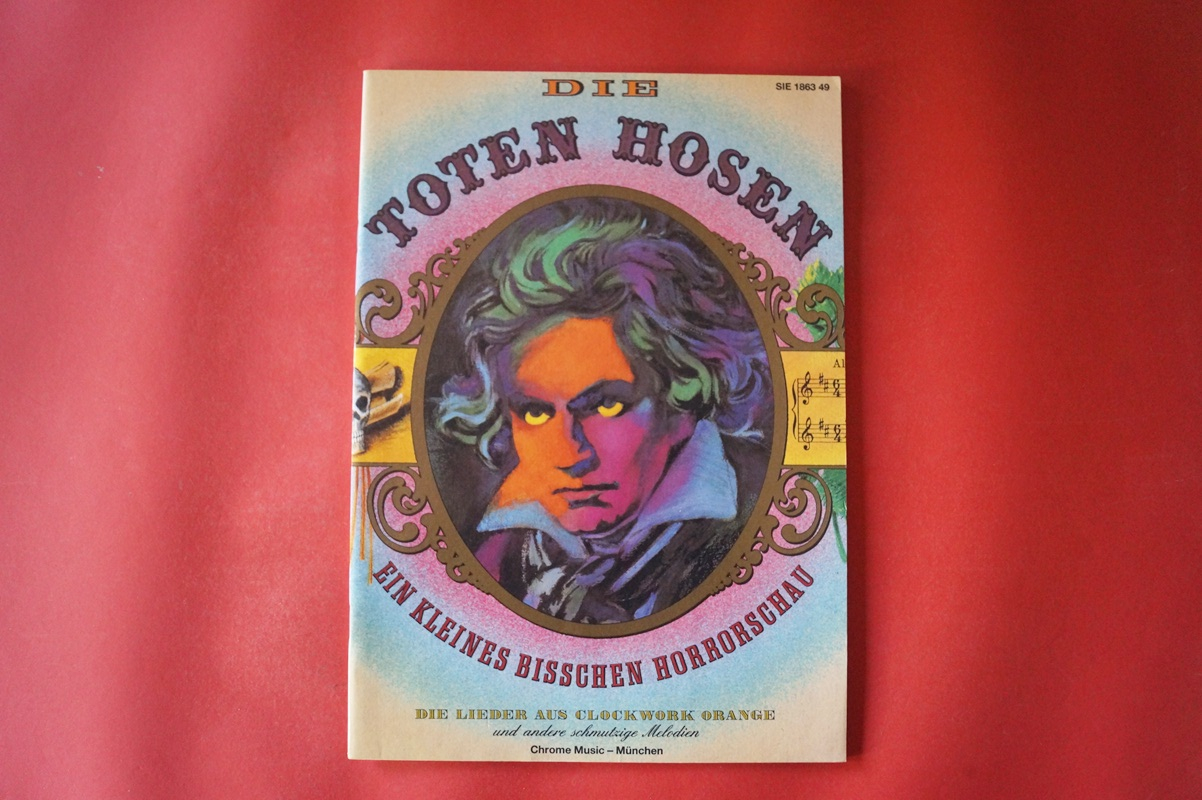 DIE
SIE 1863 49
TOTEN HOSEN
Al
EIN KLEINES BISSCHEN HORRORSCHAU
DIE LIEDER AUS CLOCKWORK ORANGE
und andere schmutzige Melodien
Chrome Music – München